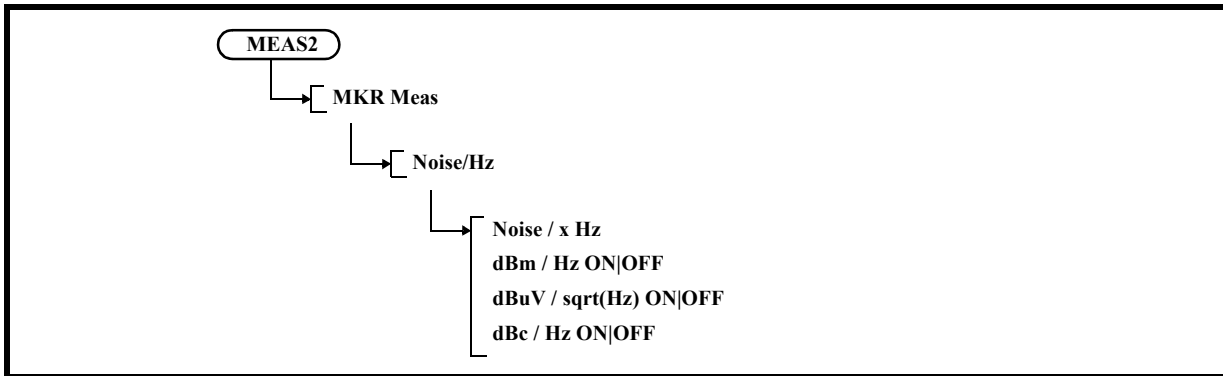 MEAS2
MKR Meas
Noise/Hz
Noise / x Hz
dBm / Hz ON|OFF
dBuV / sqrt(Hz) ON|OFF
dBc / Hz ON|OFF